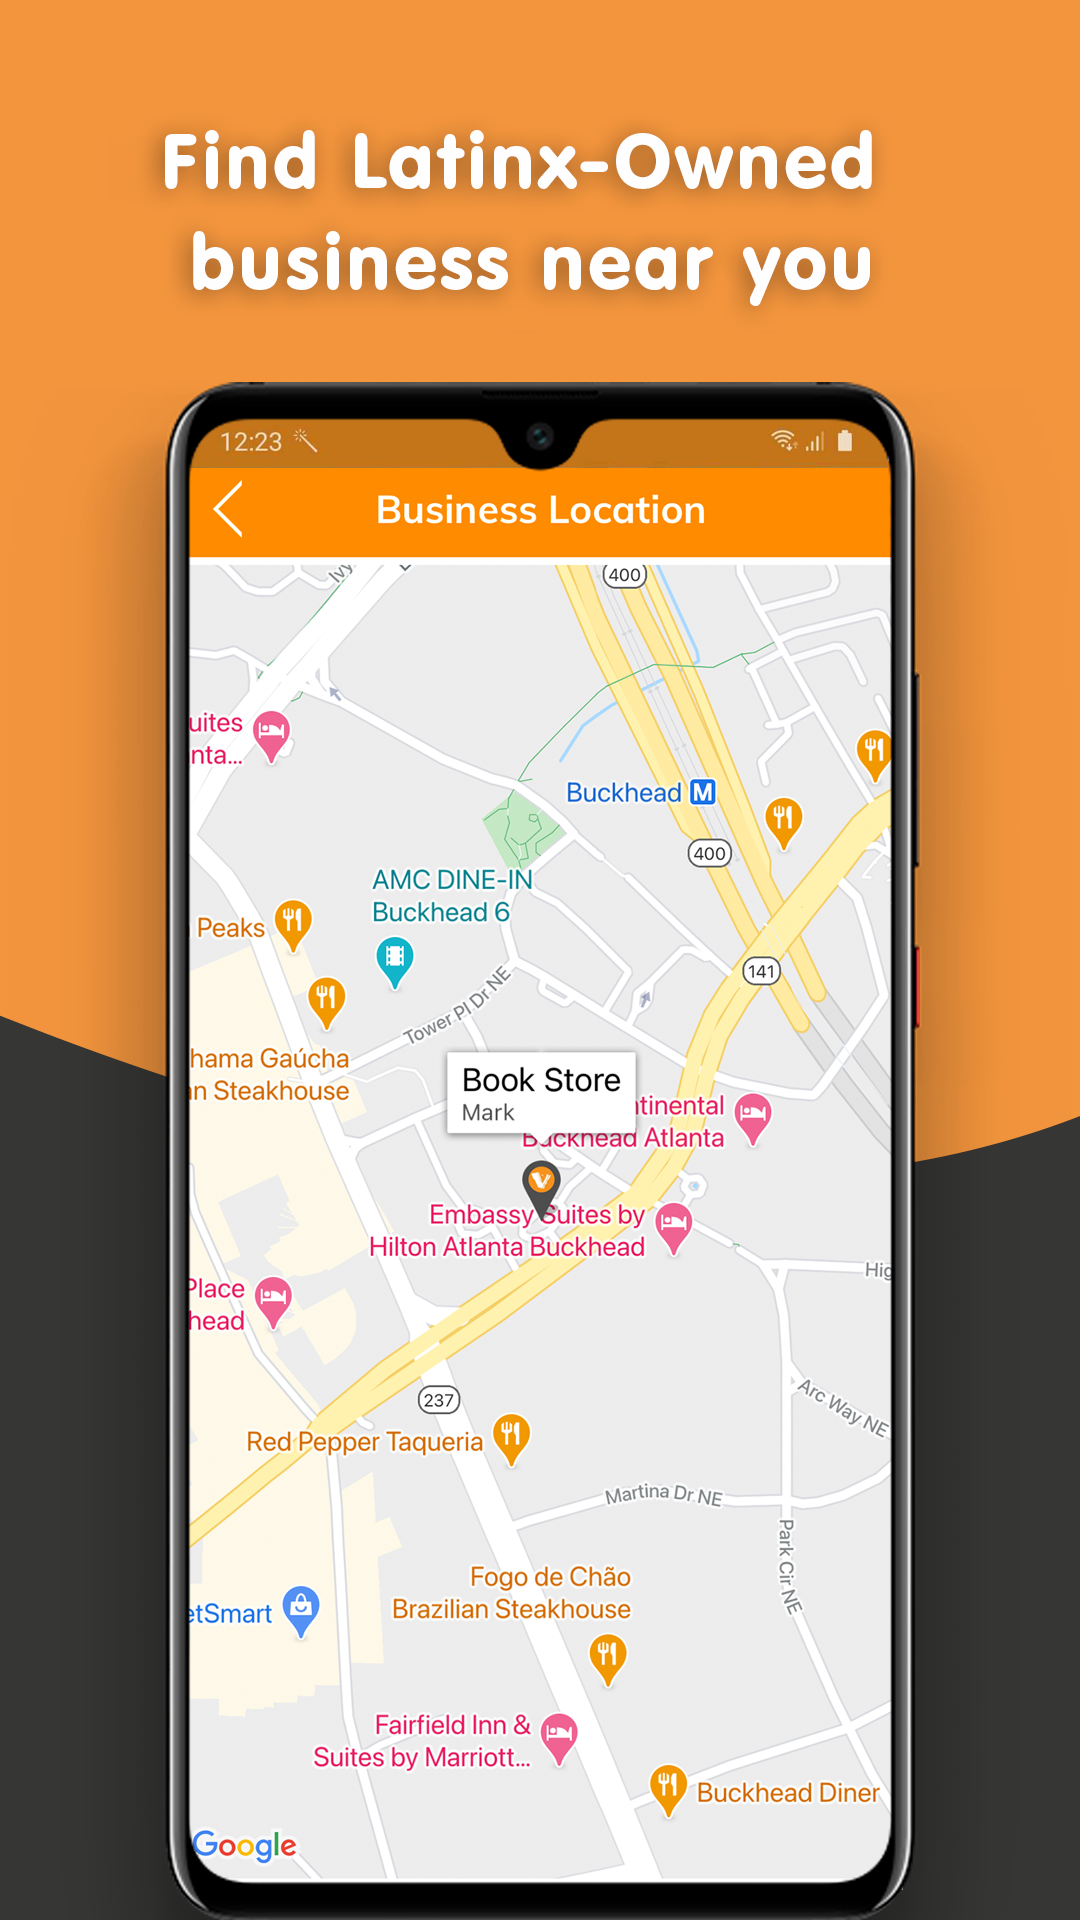 Find Latinx-Owned
business near you
12:23
Business Location
Ivy
400
uites
nta...
Buckhead M
400
AMC DINE-IN
Buckhead 6
Peaks
141
Tower Pl Dr NE
hama Gaúcha
n Steakhouse
Book Store
Mark
ntinental
Buckhead Atlanta
Embassy Suites by
Hilton Atlanta Buckhead
Hig
Place
head
237
Arc Way NE
Red Pepper Taqueria
Martina Dr NE
Park Cir NE
Fogo de Chão
Brazilian Steakhouse
etSmart
Fairfield Inn &
Suites by Marriott...
Buckhead Diner
Google